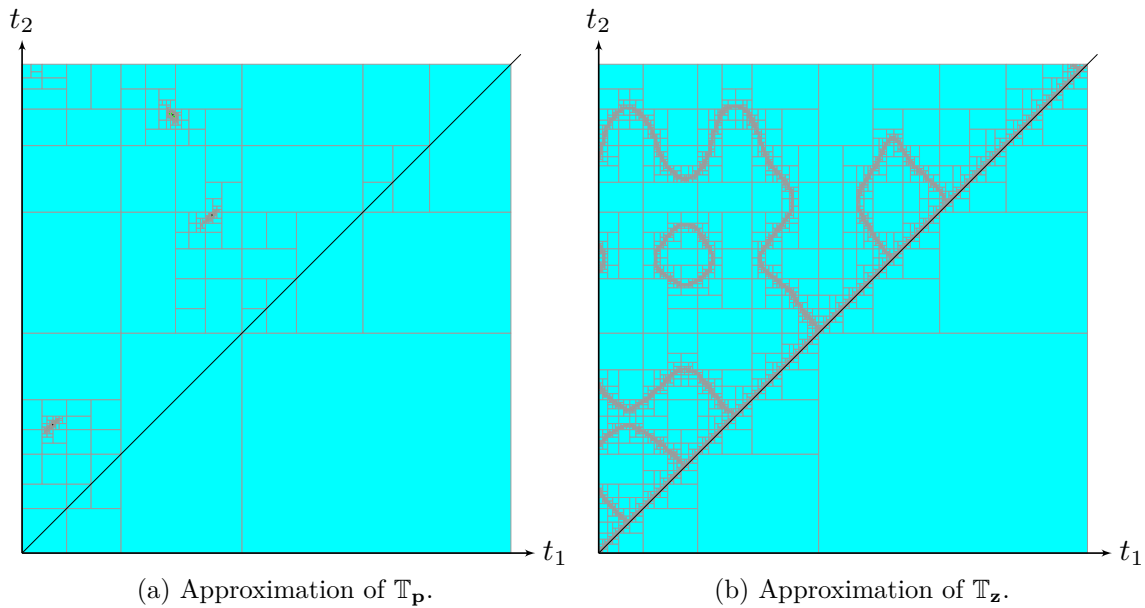 t₂ t₂
t₁ t₁
(a) Approximation of 𝕋𝐩. (b) Approximation of 𝕋𝐳.